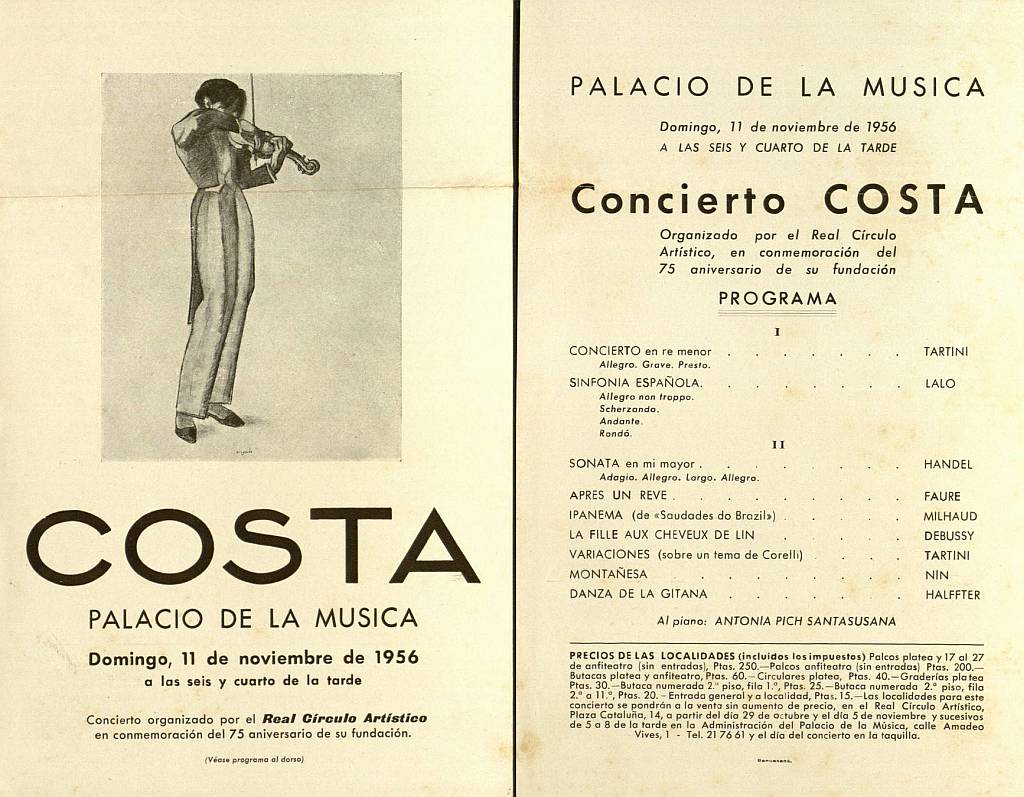 COSTA
PALACIO DE LA MUSICA
Domingo, 11 de noviembre de 1956
a las seis y cuarto de la tarde
Concierto organizado por el Real Círculo Artístico
en conmemoración del 75 aniversario de su fundación.
(Véase programa al dorso)
PALACIO DE LA MUSICA
Domingo, 11 de noviembre de 1956
A LAS SEIS Y CUARTO DE LA TARDE
Concierto COSTA
Organizado por el Real Círculo
Artístico, en conmemoración del
75 aniversario de su fundación
PROGRAMA
I
CONCIERTO en re menor . . . . . . TARTINI
Allegro. Grave. Presto.
SINFONIA ESPAÑOLA. . . . . . . LALO
Allegro non troppo.
Scherzando.
Andante.
Rondó.
II
SONATA en mi mayor . . . . . . . HANDEL
Adagio. Allegro. Largo. Allegro.
APRES UN REVE . . . . . . . . FAURE
IPANEMA (de «Saudades do Brozil») . . . . . MILHAUD
LA FILLE AUX CHEVEUX DE LIN . . . . DEBUSSY
VARIACIONES (sobre un tema de Corelli) . . . . TARTINI
MONTAÑESA . . . . . . . . NIN
DANZA DE LA GITANA . . . . . . HALFFTER
Al piano: ANTONIA PICH SANTASUSANA
PRECIOS DE LAS LOCALIDADES (incluídos los impuestos) Palcos platea y 17 al 27
de anfiteatro (sin entradas), Ptas. 250.—Palcos anfiteatro (sin entradas) Ptas. 200.—
Butacas platea y anfiteatro, Ptas. 60.—Circulares platea, Ptas. 40.—Graderías platea
Ptas. 30.—Butaca numerada 2.º piso, fila 1.ª, Ptas. 25.—Butaca numerada 2.º piso, fila
2.ª a 11.ª, Ptas. 20.—Entrada general y a localidad, Ptas. 15.—Las localidades para este
concierto se pondrán a la venta sin aumento de precio, en el Real Círculo Artístico,
Plaza Cataluña, 14, a partir del día 29 de octubre y el día 5 de noviembre y sucesivos
de 5 a 8 de la tarde en la Administración del Palacio de la Música, calle Amadeo
Vives, 1 - Tel. 21 76 61 y el día del concierto en la taquilla.